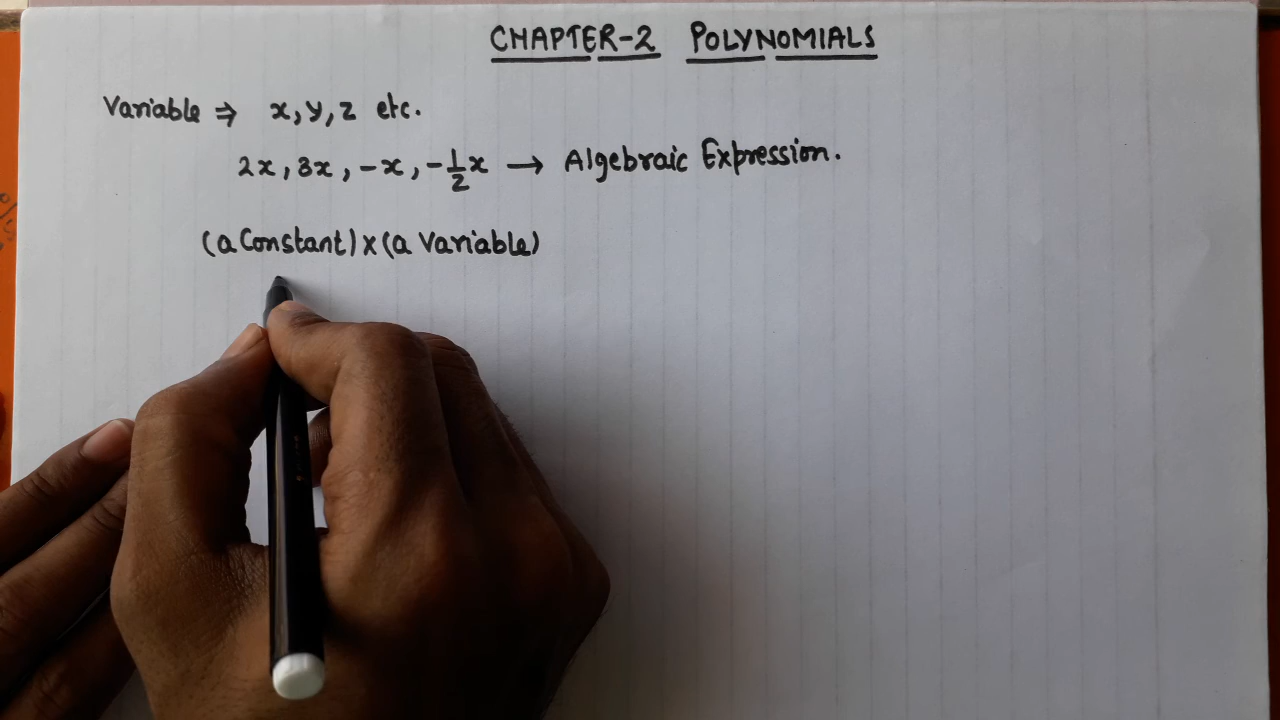 CHAPTER-2 POLYNOMIALS
Variable ⇒ x, y, z etc.
2x, 3x, -x, -1/2x → Algebraic Expression.
(a Constant) x (a Variable)